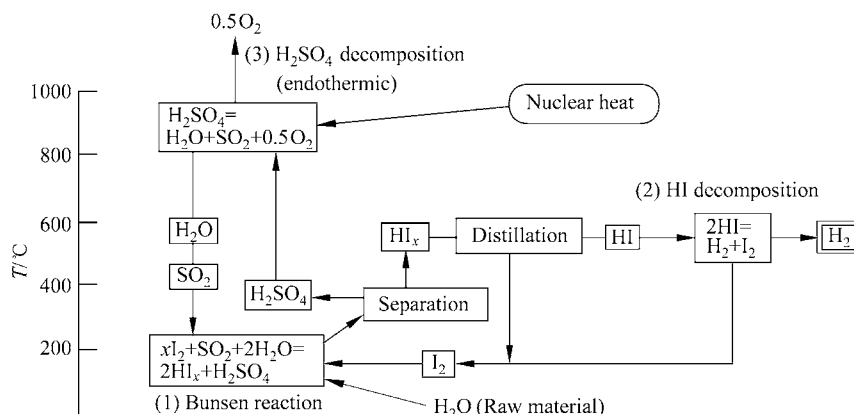 0.5O₂
(3) H₂SO₄ decomposition
(endothermic)
1000
800
600
400
200
T/℃
H₂SO₄=
H₂O+SO₂+0.5O₂
Nuclear heat
(2) HI decomposition
H₂O
SO₂
HIₓ
Distillation
HI
2HI=
H₂+I₂
H₂
H₂SO₄
Separation
xI₂+SO₂+2H₂O=
2HIₓ+H₂SO₄
I₂
(1) Bunsen reaction
H₂O (Raw material)